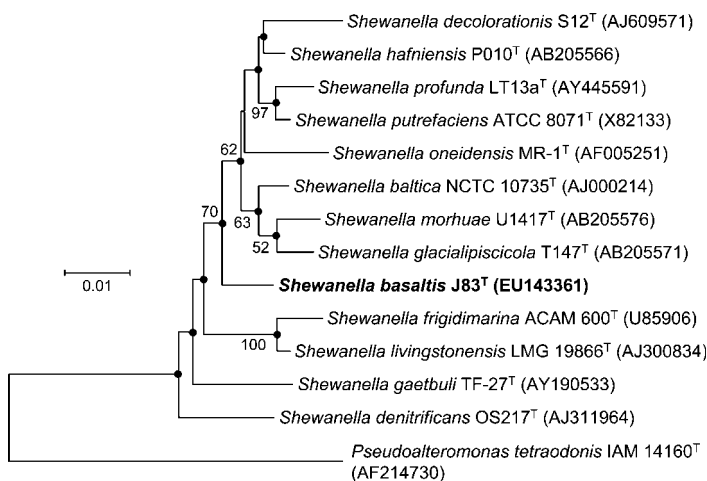 Shewanella decolorationis S12ᵀ (AJ609571)
Shewanella hafniensis P010ᵀ (AB205566)
Shewanella profunda LT13aᵀ (AY445591)
97
Shewanella putrefaciens ATCC 8071ᵀ (X82133)
62
Shewanella oneidensis MR-1ᵀ (AF005251)
Shewanella baltica NCTC 10735ᵀ (AJ000214)
70
63
Shewanella morhuae U1417ᵀ (AB205576)
52
Shewanella glacialipiscicola T147ᵀ (AB205571)
0.01
Shewanella basaltis J83ᵀ (EU143361)
Shewanella frigidimarina ACAM 600ᵀ (U85906)
100
Shewanella livingstonensis LMG 19866ᵀ (AJ300834)
Shewanella gaetbuli TF-27ᵀ (AY190533)
Shewanella denitrificans OS217ᵀ (AJ311964)
Pseudoalteromonas tetraodonis IAM 14160ᵀ
(AF214730)